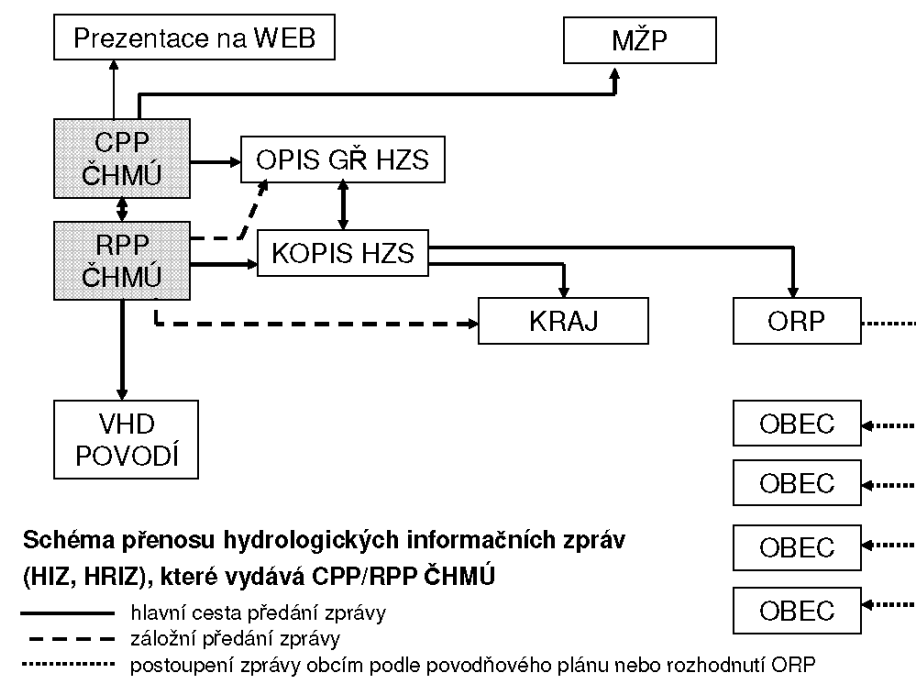 Prezentace na WEB
MŽP
CPP
ČHMÚ
OPIS GŘ HZS
RPP
ČHMÚ
KOPIS HZS
KRAJ
ORP
VHD
POVODÍ
OBEC
OBEC
OBEC
OBEC
Schéma přenosu hydrologických informačních zpráv
(HIZ, HRIZ), které vydává CPP/RPP ČHMÚ
hlavní cesta předání zprávy
záložní předání zprávy
postoupení zprávy obcím podle povodňového plánu nebo rozhodnutí ORP